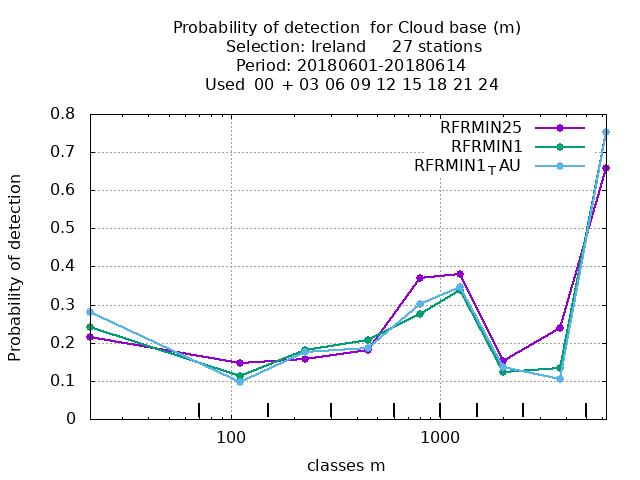 Probability of detection  for Cloud base (m)
Selection: Ireland     27 stations
Period: 20180601-20180614
Used  00  + 03 06 09 12 15 18 21 24
RFRMIN25
RFRMIN1
RFRMIN1TAU
0.8
0.7
0.6
0.5
0.4
0.3
0.2
0.1
0
Probability of detection
100 1000
classes m